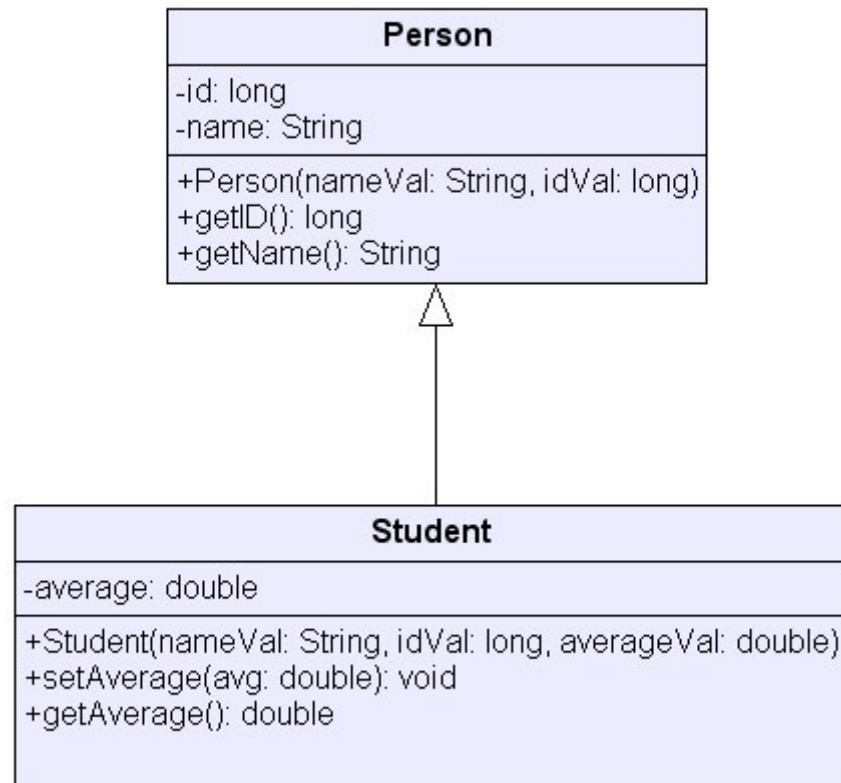 Person
-id: long
-name: String
+Person(nameVal: String, idVal: long)
+getID(): long
+getName(): String
Student
-average: double
+Student(nameVal: String, idVal: long, averageVal: double)
+setAverage(avg: double): void
+getAverage(): double